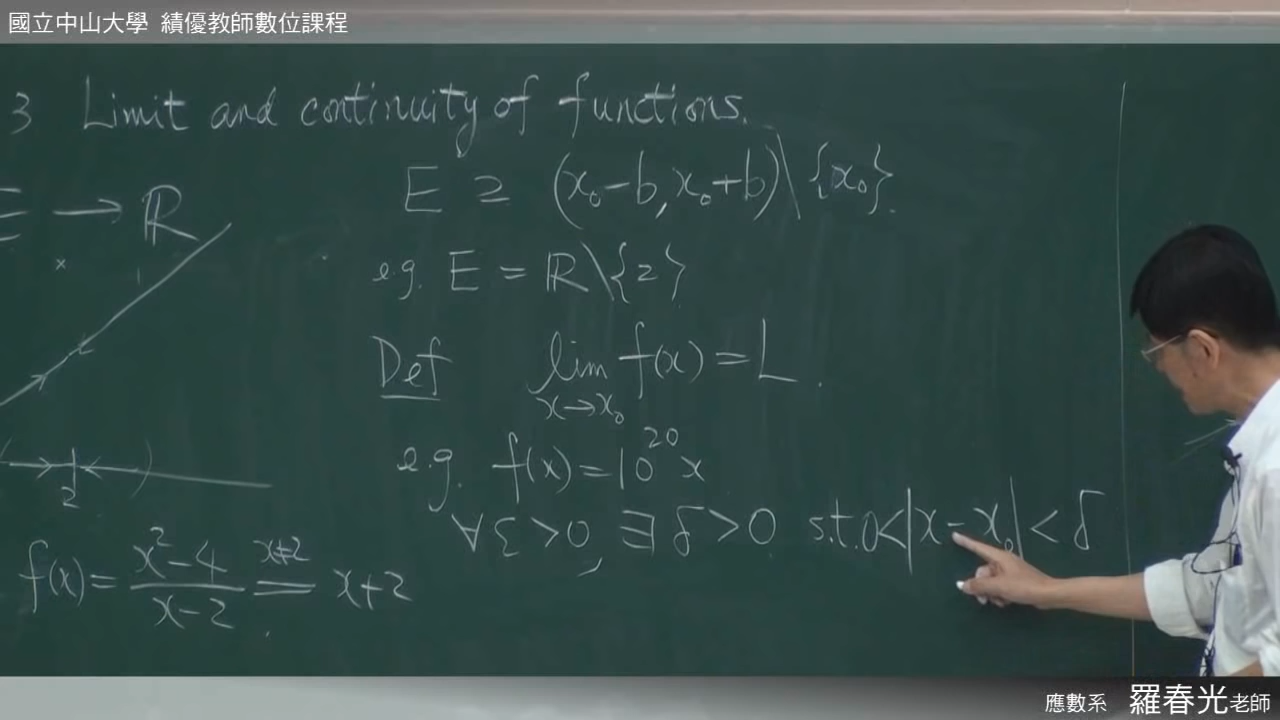 國立中山大學 績優教師數位課程
3 Limit and continuity of functions.
E → ℝ
E ⊇ (x₀-b, x₀+b)\{x₀}.
e.g. E = ℝ\{2}
Def lim f(x) = L.
x→x₀
e.g. f(x) = 10²⁰x
2
∀ε>0, ∃δ>0 s.t. 0<|x-x₀|<δ
f(x) = (x²-4)/(x-2) x≠2 = x+2
應數系 羅春光老師